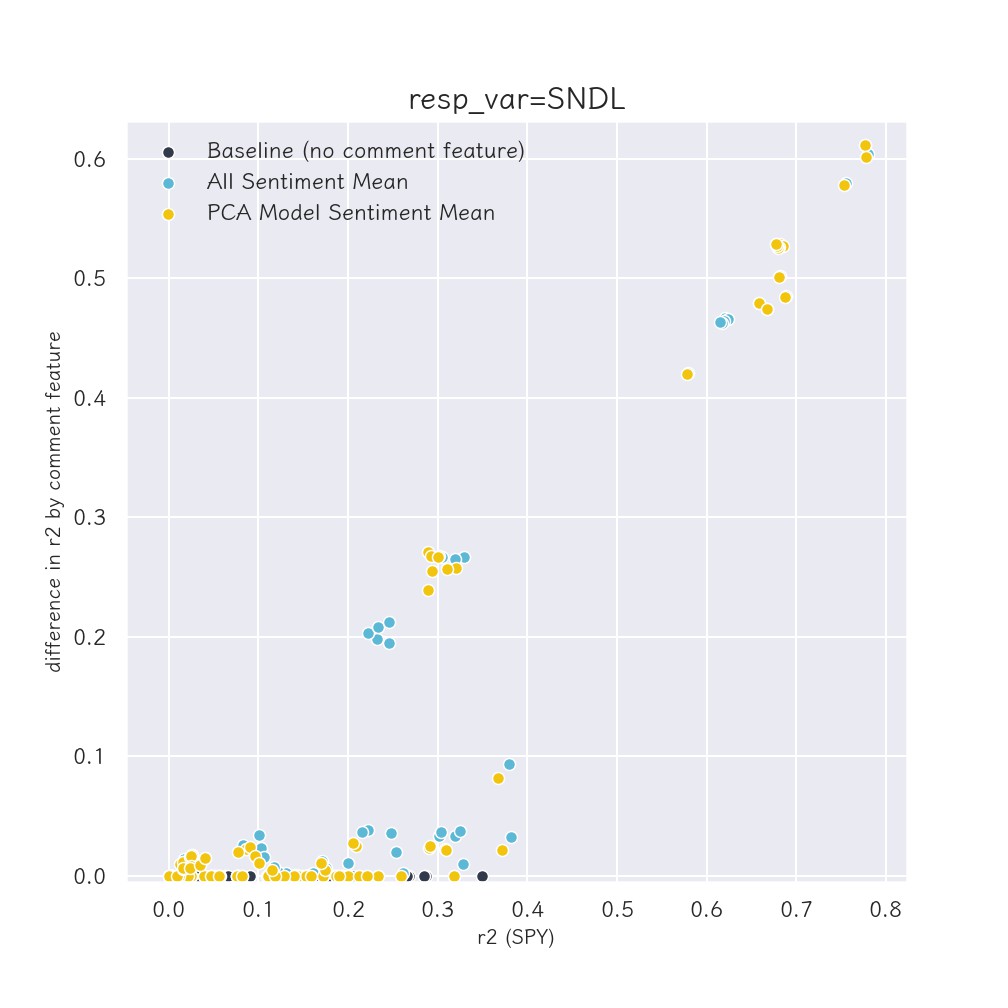 resp_var=SNDL
Baseline (no comment feature)
All Sentiment Mean
PCA Model Sentiment Mean
difference in r2 by comment feature
0.6
0.5
0.4
0.3
0.2
0.1
0.0
0.0 0.1 0.2 0.3 0.4 0.5 0.6 0.7 0.8
r2 (SPY)